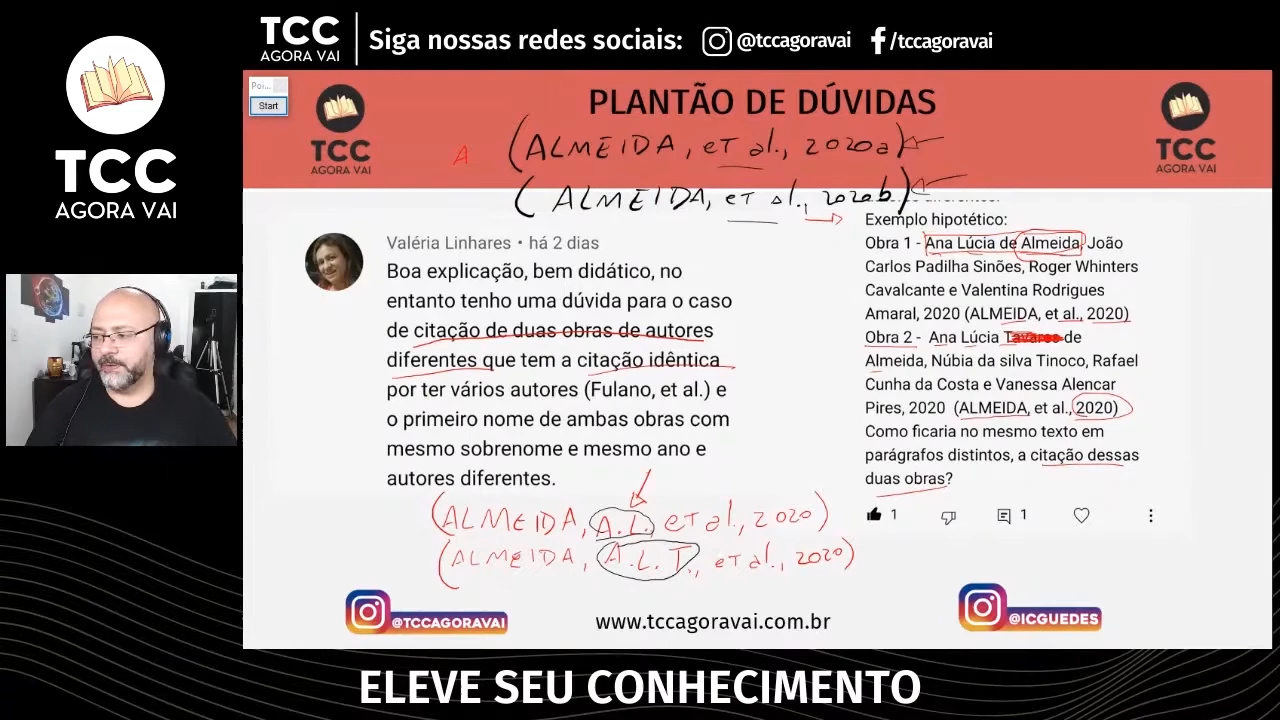 TCC
AGORA VAI
Siga nossas redes sociais:
@tccagoravai
/tccagoravai
TCC
AGORA VAI
Poi...
Start
TCC
AGORA VAI
PLANTÃO DE DÚVIDAS
TCC
AGORA VAI
A (ALMEIDA, et al., 2020a)
(ALMEIDA, et al., 2020b)
Valéria Linhares • há 2 dias
Boa explicação, bem didático, no
entanto tenho uma dúvida para o caso
de citação de duas obras de autores
diferentes que tem a citação idêntica
por ter vários autores (Fulano, et al.) e
o primeiro nome de ambas obras com
mesmo sobrenome e mesmo ano e
autores diferentes.
Exemplo hipotético:
Obra 1 - Ana Lúcia de Almeida, João
Carlos Padilha Sinões, Roger Whinters
Cavalcante e Valentina Rodrigues
Amaral, 2020 (ALMEIDA, et al., 2020)
Obra 2 - Ana Lúcia Tavares de
Almeida, Núbia da silva Tinoco, Rafael
Cunha da Costa e Vanessa Alencar
Pires, 2020 (ALMEIDA, et al., 2020)
Como ficaria no mesmo texto em
parágrafos distintos, a citação dessas
duas obras?
1
1
(ALMEIDA, A.L., et al., 2020)
(ALMEIDA, A.L.T., et al., 2020)
@TCCAGORAVAI
www.tccagoravai.com.br
@ICGUEDES
ELEVE SEU CONHECIMENTO